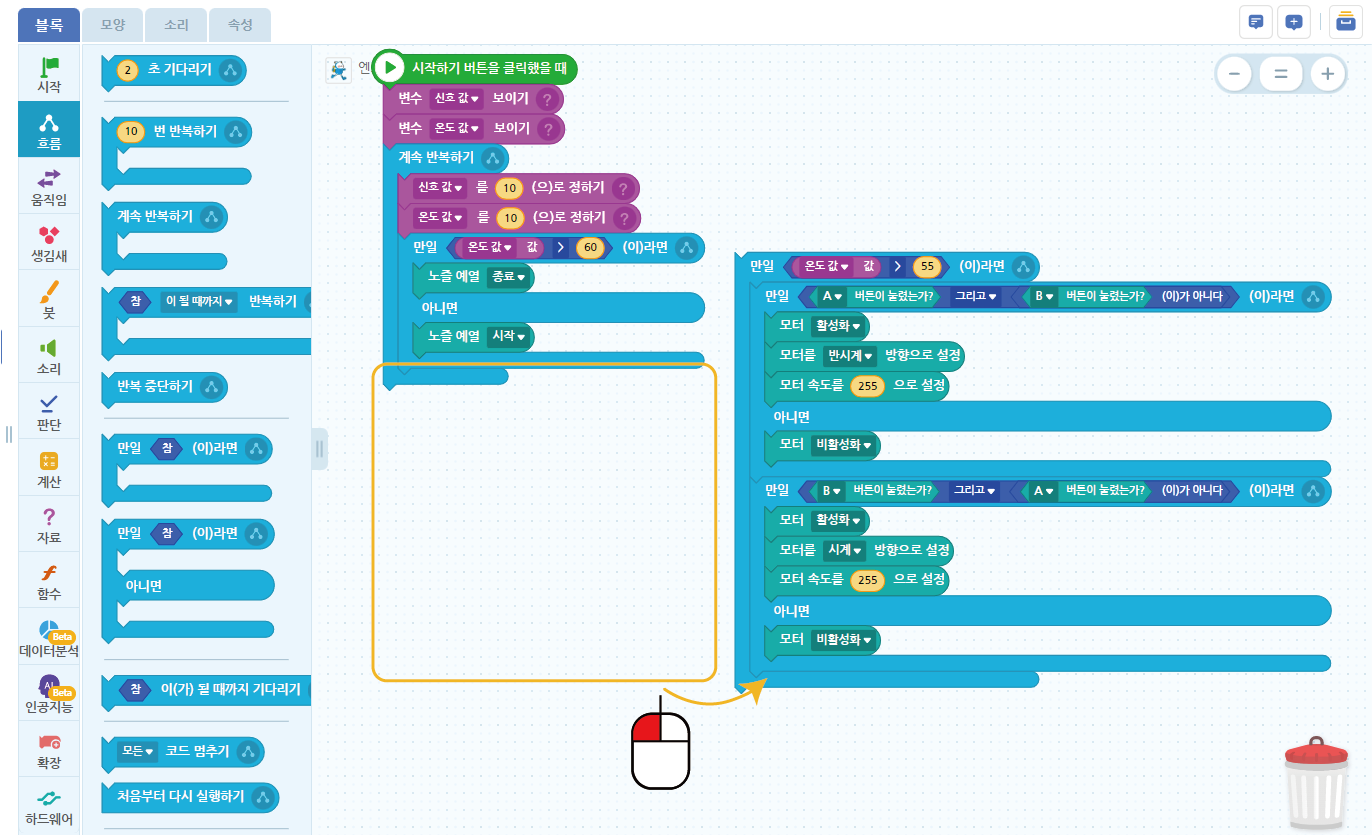 블록 모양 소리 속성
시작
흐름
움직임
생김새
붓
소리
판단
계산
자료
함수
Beta
데이터분석
AI Beta
인공지능
확장
하드웨어
2 초 기다리기
10 번 반복하기
계속 반복하기
참 이 될 때까지 반복하기
반복 중단하기
만일 참 (이)라면
만일 참 (이)라면
아니면
참 이(가) 될 때까지 기다리기
모든 코드 멈추기
처음부터 다시 실행하기
엔
시작하기 버튼을 클릭했을 때
변수 신호 값 보이기 ?
변수 온도 값 보이기 ?
계속 반복하기
신호 값 를 10 (으)로 정하기 ?
온도 값 를 10 (으)로 정하기 ?
만일 온도 값 값 > 60 (이)라면
노즐 예열 종료
아니면
노즐 예열 시작
만일 온도 값 값 > 55 (이)라면
만일 A 버튼이 눌렸는가? 그리고 B 버튼이 눌렸는가? (이)가 아니다 (이)라면
모터 활성화
모터를 반시계 방향으로 설정
모터 속도를 255 으로 설정
아니면
모터 비활성화
만일 B 버튼이 눌렸는가? 그리고 A 버튼이 눌렸는가? (이)가 아니다 (이)라면
모터 활성화
모터를 시계 방향으로 설정
모터 속도를 255 으로 설정
아니면
모터 비활성화